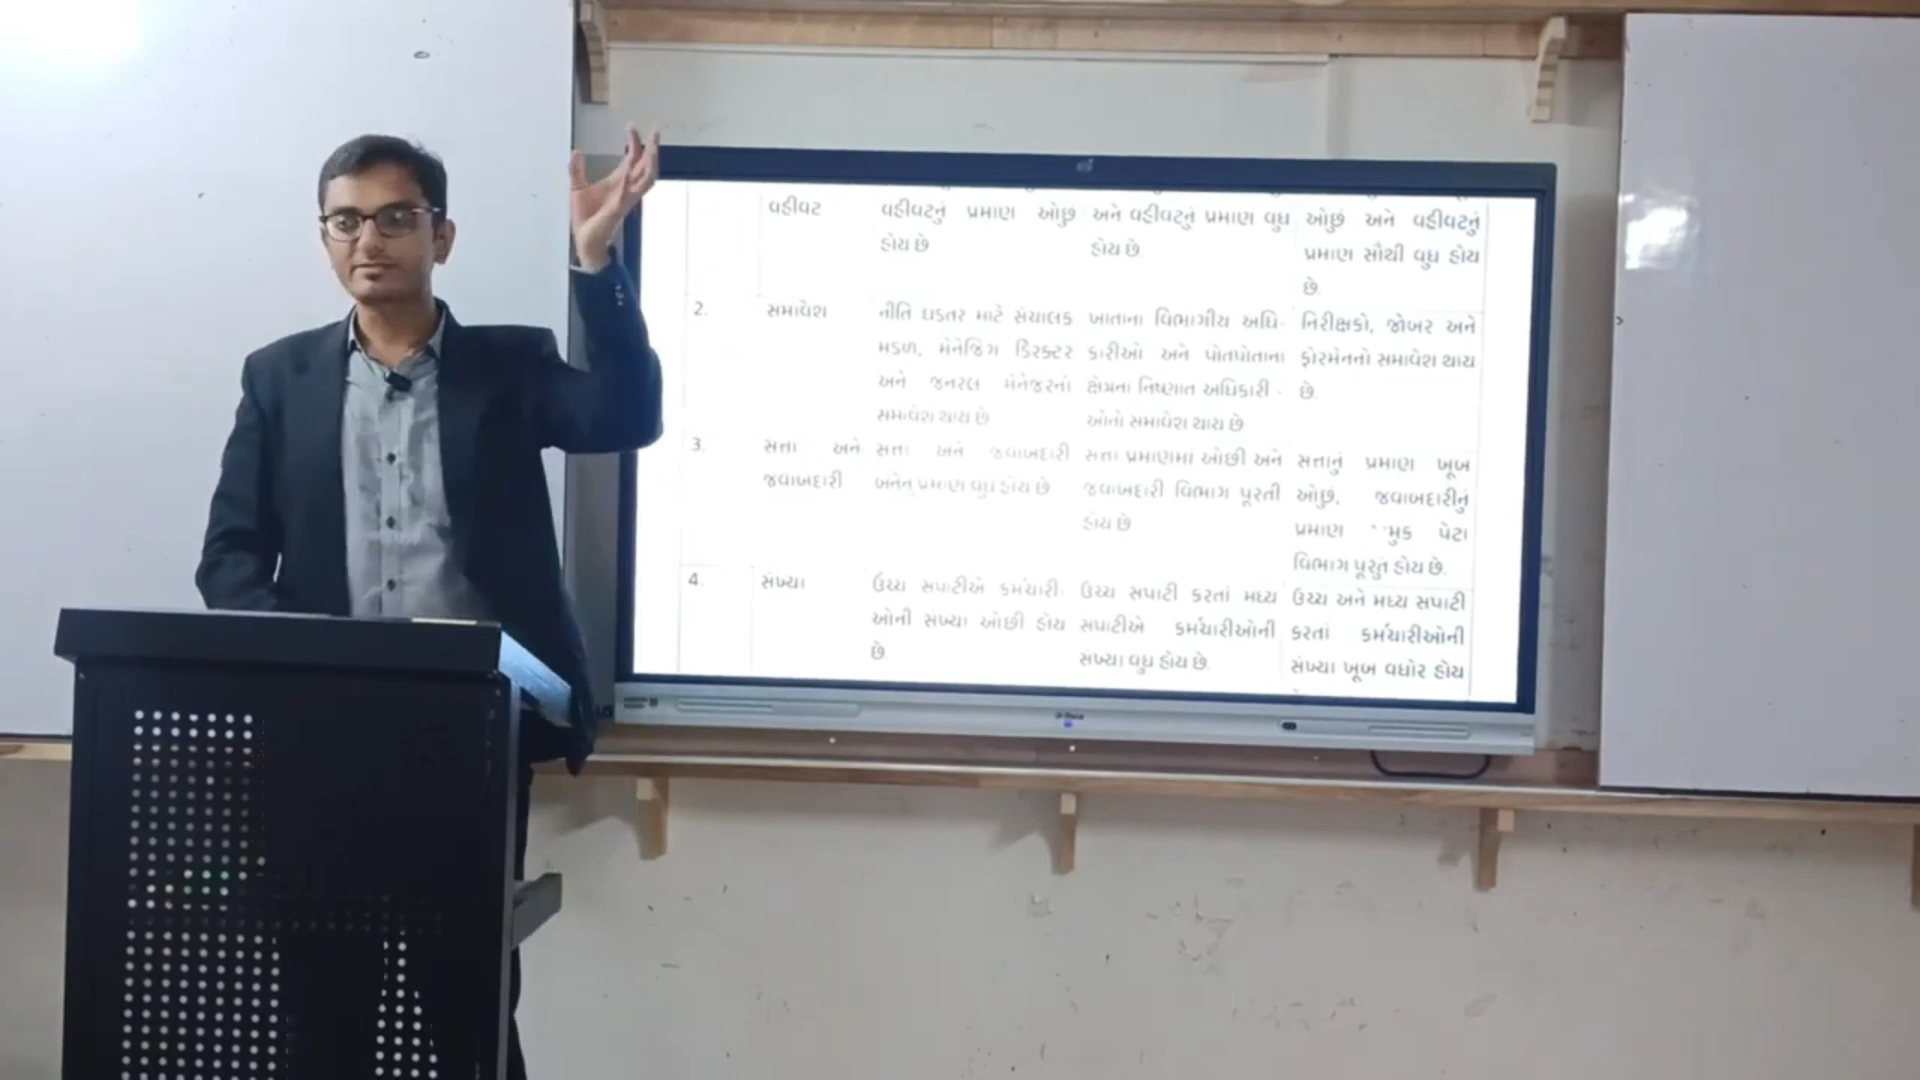 વહીવટ
વહીવટનું પ્રમાણ ઓછું
હોય છે
અને વહીવટનું પ્રમાણ વધુ
હોય છે.
ઓછું અને વહીવટનું
પ્રમાણ સૌથી વધુ હોય
છે.
2.
સમાવેશ
નીતિ ઘડતર માટે સંચાલક
મંડળ, મેનેજિંગ ડિરેક્ટર
અને જનરલ મેનેજરનો
સમાવેશ થાય છે
ખાતાના વિભાગીય અધિ-
કારીઓ અને પોતપોતાના
ક્ષેત્રના નિષ્ણાત અધિકારી -
ઓનો સમાવેશ થાય છે
નિરીક્ષકો, જોબર અને
ફોરમેનનો સમાવેશ થાય
છે.
3.
સત્તા અને
જવાબદારી
સત્તા અને જવાબદારી
બંનેનું પ્રમાણ વધુ હોય છે
સત્તા પ્રમાણમાં ઓછી અને
જવાબદારી વિભાગ પૂરતી
હોય છે
સત્તાનું પ્રમાણ ખૂબ
ઓછું, જવાબદારીનું
પ્રમાણ પેટા
વિભાગ પૂરતું હોય છે.
4.
સંખ્યા
ઉચ્ચ સપાટીએ કર્મચારી-
ઓની સંખ્યા ઓછી હોય
છે.
ઉચ્ચ સપાટી કરતાં મધ્ય
સપાટીએ કર્મચારીઓની
સંખ્યા વધુ હોય છે.
ઉચ્ચ અને મધ્ય સપાટી
કરતાં કર્મચારીઓની
સંખ્યા ખૂબ વધારે હોય